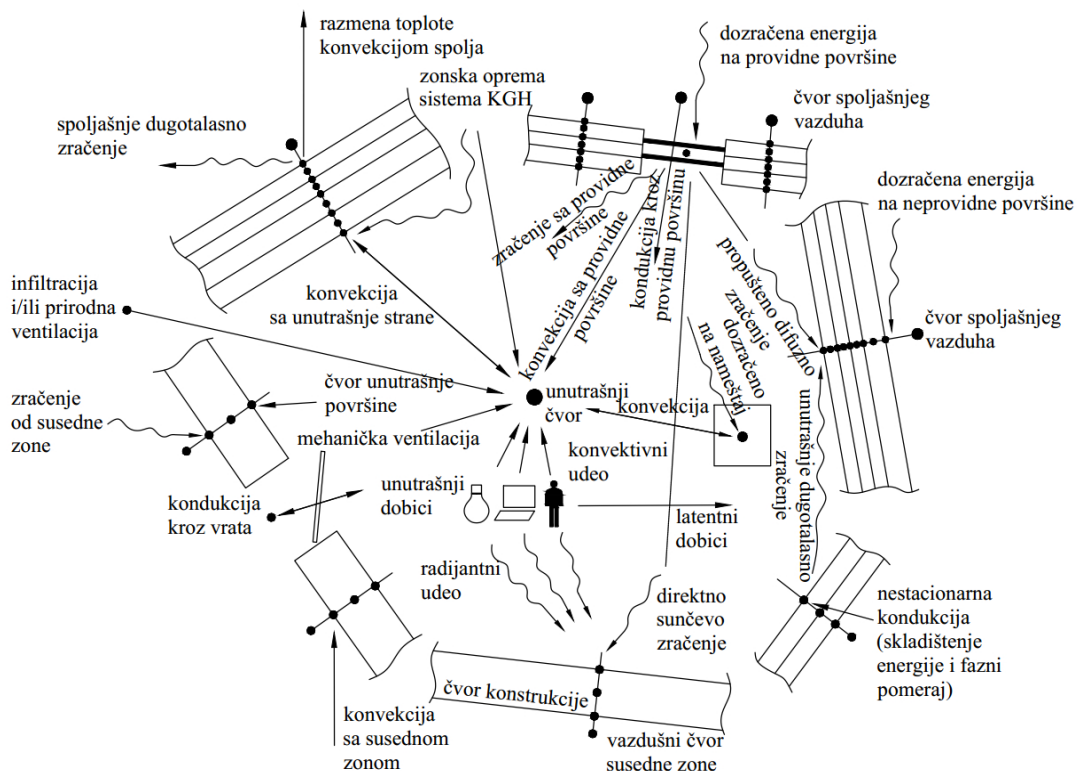 razmena toplote
konvekcijom spolja
zonska oprema
sistema KGH
dozračena energija
na providne površine
čvor spoljašnjeg
vazduha
spoljašnje dugotalasno
zračenje
dozračena energija
na neprovidne površine
zračenje sa providne
površine
konvekcija sa providne
površine
kondukcija kroz
providnu površinu
propušteno difuzno
zračenje
dozračeno
na nameštaj
infiltracija
i/ili prirodna
ventilacija
konvekcija
sa unutrašnje strane
čvor spoljašnjeg
vazduha
zračenje
od susedne
zone
čvor unutrašnje
površine
mehanička ventilacija
unutrašnji
čvor
konvekcija
konvektivni
udeo
unutrašnje dugotalasno
zračenje
kondukcija
kroz vrata
unutrašnji
dobici
latentni
dobici
radijantni
udeo
direktno
sunčevo
zračenje
nestacionarna
kondukcija
(skladištenje
energije i fazni
pomeraj)
čvor konstrukcije
konvekcija
sa susednom
zonom
vazdušni čvor
susedne zone